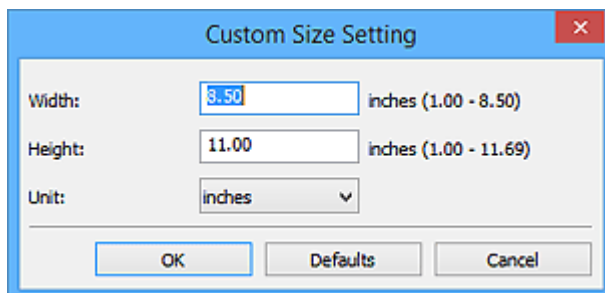 Custom Size Setting
Width: 8.50 inches (1.00 - 8.50)
Height: 11.00 inches (1.00 - 11.69)
Unit: inches
OK Defaults Cancel